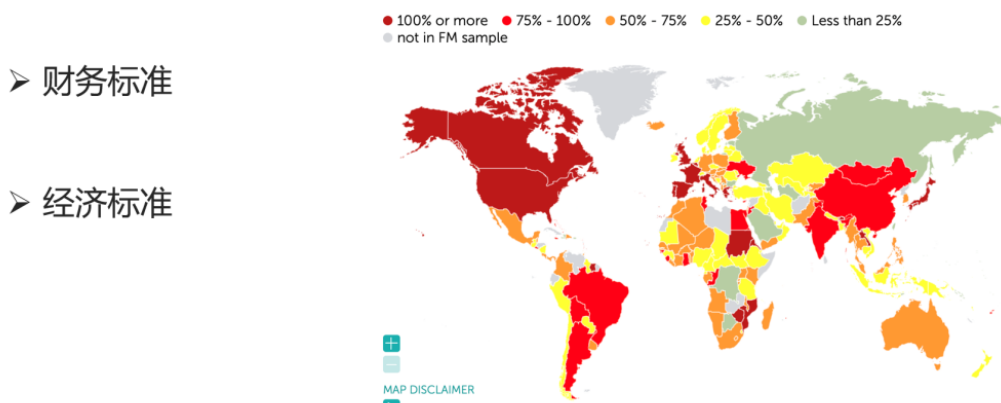 100% or more 75% - 100% 50% - 75% 25% - 50% Less than 25%
not in FM sample
➢ 财务标准
➢ 经济标准
MAP DISCLAIMER